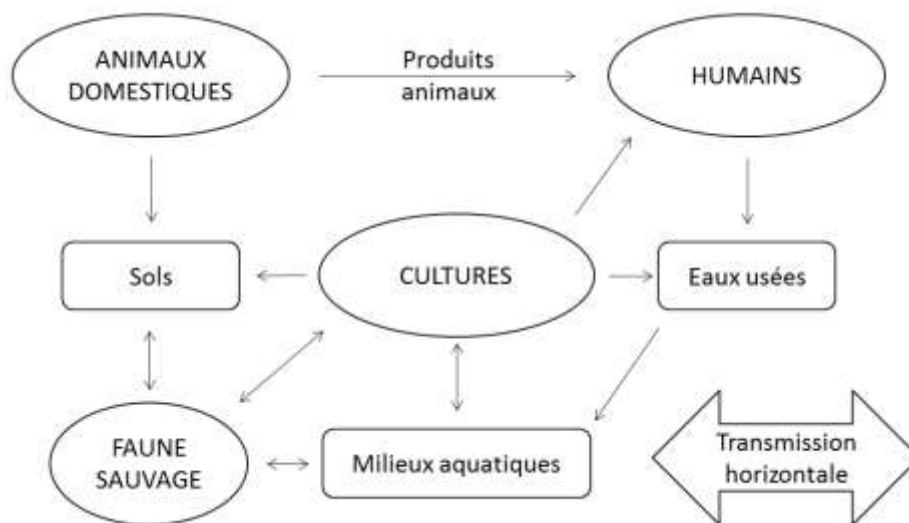 ANIMAUX
DOMESTIQUES
Produits
animaux
HUMAINS
Sols
CULTURES
Eaux usées
FAUNE
SAUVAGE
Milieux aquatiques
Transmission
horizontale